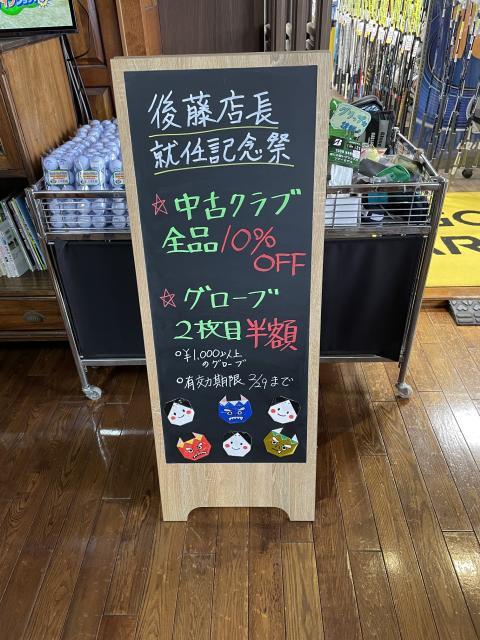 後藤店長
就任記念祭
☆中古クラブ
全品10%
OFF
☆グローブ
2枚目半額
○¥1,000以上
のグローブ
○有効期限 2/29まで